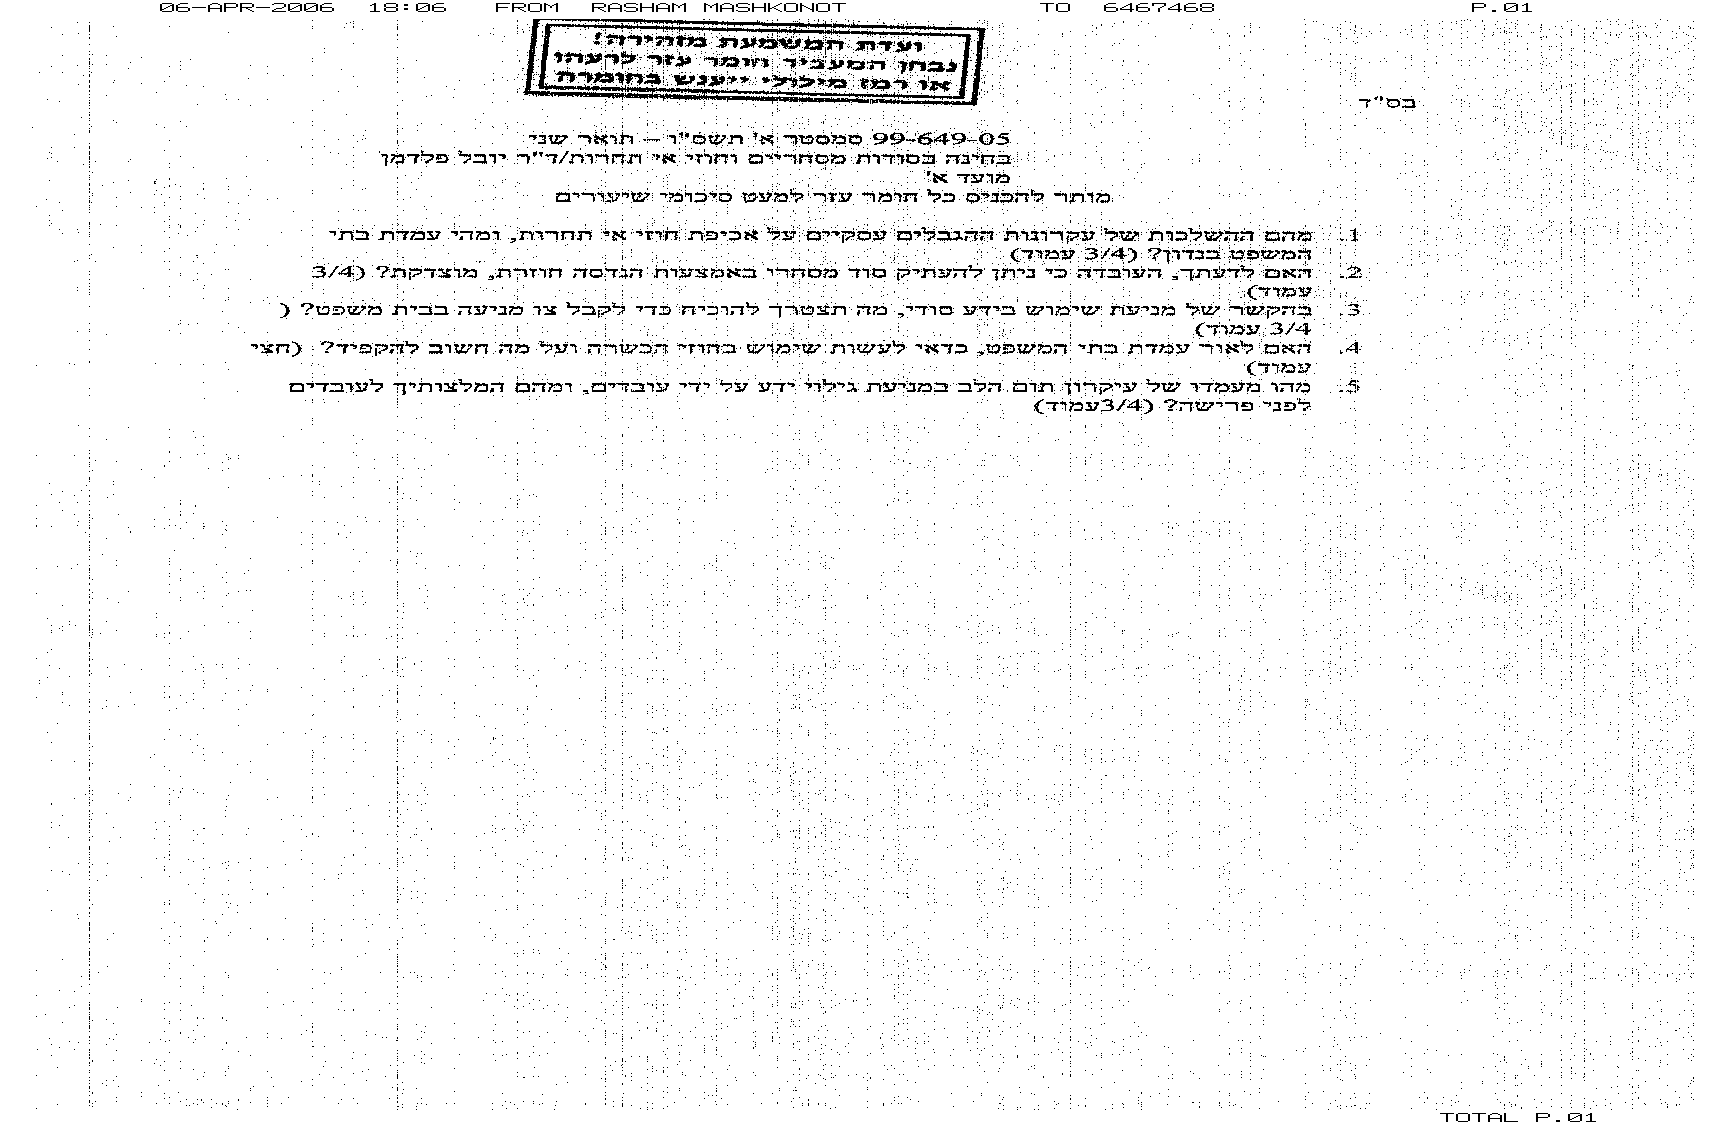 06-APR-2006 18:06 FROM RASHAM MASHKONOT TO 6467468 P.01
ועדת המשמעת מזהירה!
נבחן המעביר חומר עזר לרעהו
או רמז מילולי ייענש בחומרה
בס"ד
99-649-05 סמסטר א' תשס"ו – תואר שני
בחינה בסודות מסחריים וחוזי אי תחרות/ד"ר יובל פלדמן
מועד א'
מותר להכניס כל חומר עזר למעט סיכומי שיעורים
1. מהם ההשלכות של עקרונות ההגבלים עסקיים על אכיפת חוזי אי תחרות, ומהי עמדת בתי
המשפט בנדון? (3/4 עמוד)
2. האם לדעתך, העובדה כי ניתן להעתיק סוד מסחרי באמצעות הנדסה חוזרת, מוצדקת? (3/4
עמוד)
3. בהקשר של מניעת שימוש בידע סודי, מה תצטרך להוכיח כדי לקבל צו מניעה בבית משפט? (
3/4 עמוד)
4. האם לאור עמדת בתי המשפט, כדאי לעשות שימוש בחוזי הכשרה ועל מה חשוב להקפיד? (חצי
עמוד)
5. מהו מעמדו של עיקרון תום הלב במניעת גילוי ידע על ידי עובדים, ומהם המלצותיך לעובדים
לפני פרישה? (3/4עמוד)
TOTAL P.01